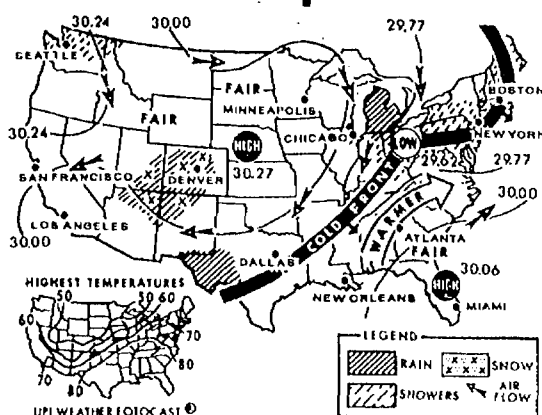 30.24
30.00
29.77
SEATTLE
BOSTON
FAIR
MINNEAPOLIS
FAIR
NEW YORK
CHICAGO
LOW
30.24
HIGH
29.62
29.77
30.27
DENVER
SAN FRANCISCO
30.00
COLD FRONT
WARMER
30.00
LOS ANGELES
ATLANTA
FAIR
DALLAS
30.06
HIGH
NEW ORLEANS
MIAMI
HIGHEST TEMPERATURES
50
50 60
60
70
80
70
80
LEGEND
RAIN
SNOW
SHOWERS
AIR
FLOW
UPI WEATHER FOTOCAST